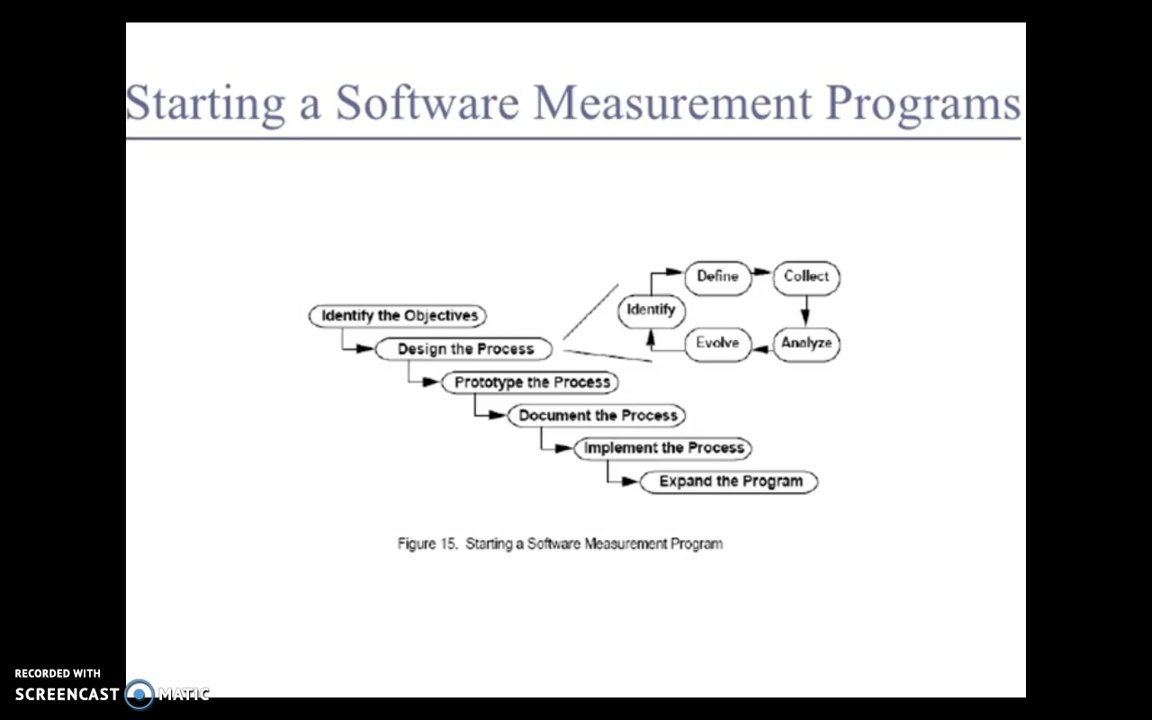 Starting a Software Measurement Programs
Identify the Objectives
Design the Process
Prototype the Process
Document the Process
Implement the Process
Expand the Program
Identify
Define
Collect
Analyze
Evolve
Figure 15. Starting a Software Measurement Program
RECORDED WITH
SCREENCAST MATIC